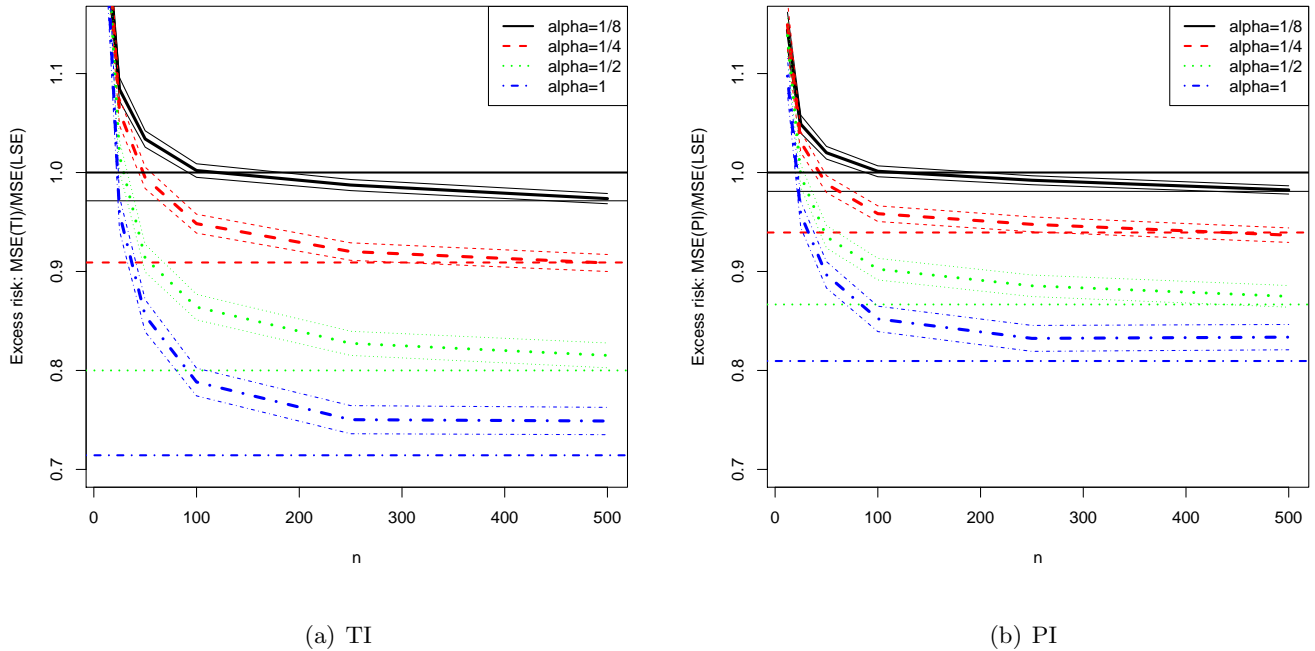 Excess risk: MSE(TI)/MSE(LSE)
1.1
1.0
0.9
0.8
0.7
alpha=1/8
alpha=1/4
alpha=1/2
alpha=1
0 100 200 300 400 500
n
(a) TI
Excess risk: MSE(PI)/MSE(LSE)
1.1
1.0
0.9
0.8
0.7
alpha=1/8
alpha=1/4
alpha=1/2
alpha=1
0 100 200 300 400 500
n
(b) PI